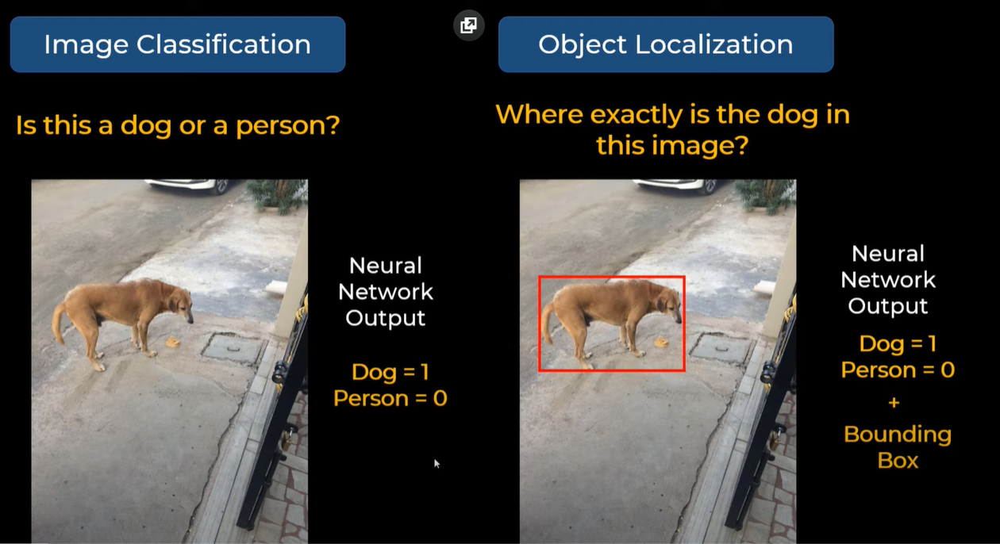 Image Classification
Is this a dog or a person?
Neural
Network
Output
Dog = 1
Person = 0
Object Localization
Where exactly is the dog in
this image?
Neural
Network
Output
Dog = 1
Person = 0
+
Bounding
Box